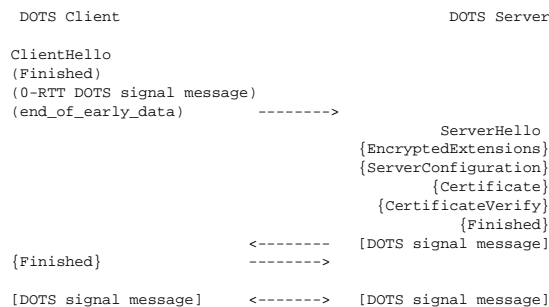 DOTS Client                                    DOTS Server
ClientHello
(Finished)
(0-RTT DOTS signal message)
(end_of_early_data)        -------->
ServerHello
{EncryptedExtensions}
{ServerConfiguration}
{Certificate}
{CertificateVerify}
{Finished}
<--------   [DOTS signal message]
{Finished}                -------->
[DOTS signal message]     <------->   [DOTS signal message]